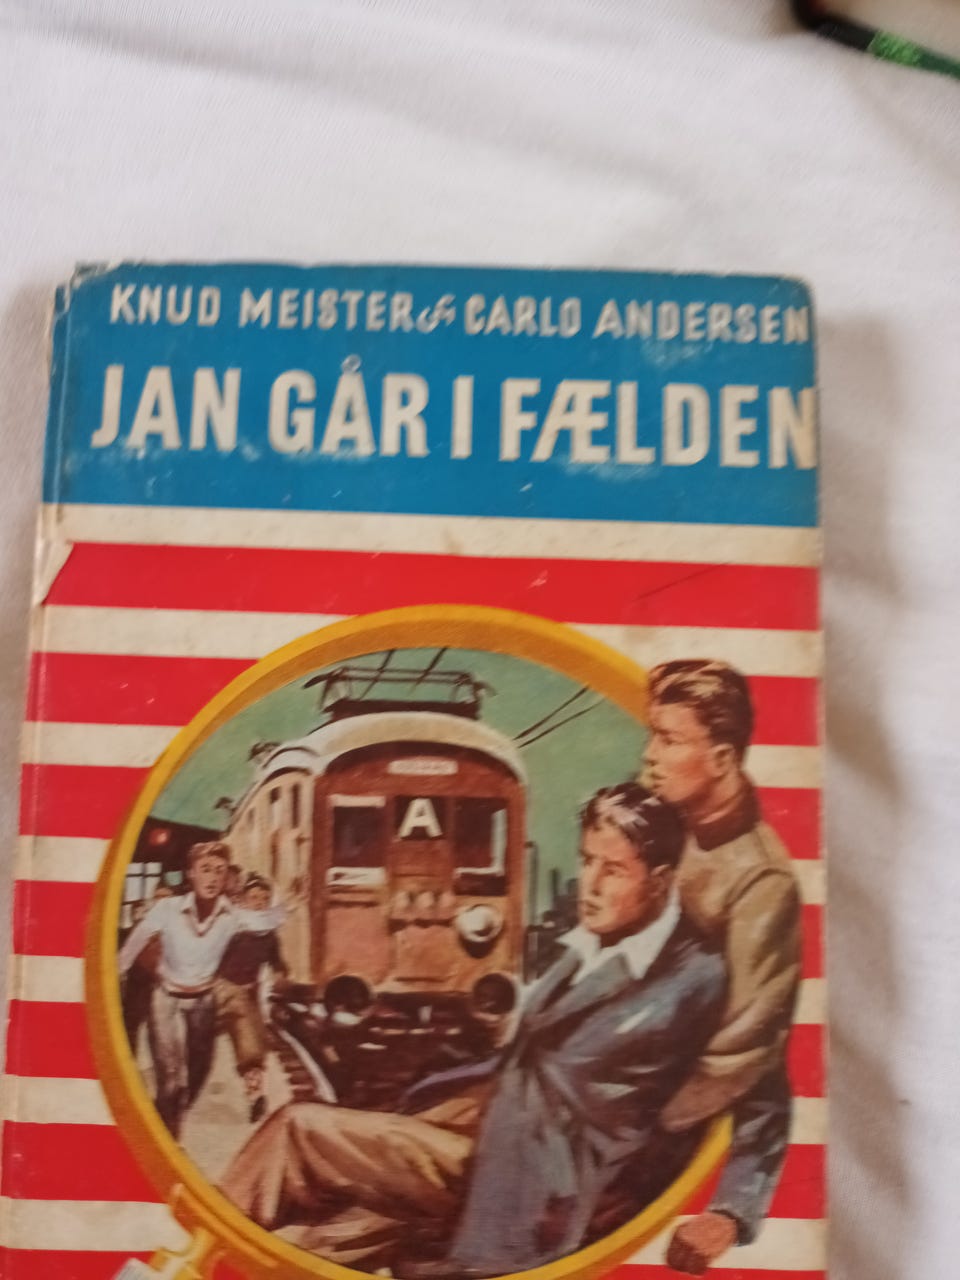 KNUD MEISTER & CARLO ANDERSEN
JAN GÅR I FÆLDEN
A